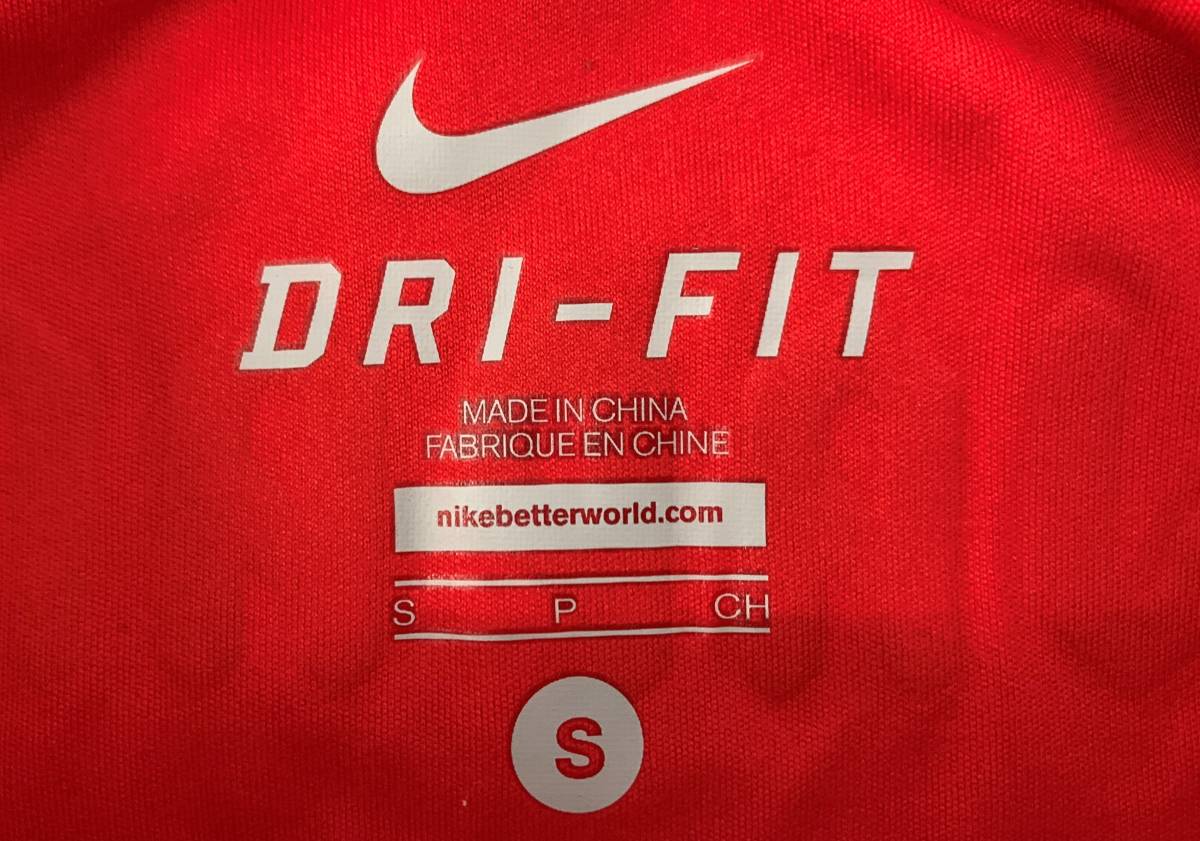 DRI-FIT
MADE IN CHINA
FABRIQUE EN CHINE
nikebetterworld.com
S P CH
S